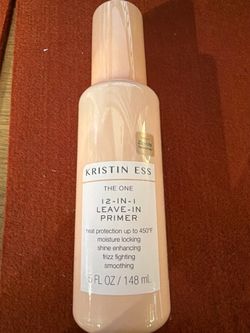 KRISTIN ESS
THE ONE
12-IN-1
LEAVE-IN
PRIMER
heat protection up to 450°F
moisture locking
shine enhancing
frizz fighting
smoothing
5 FL OZ / 148 mL